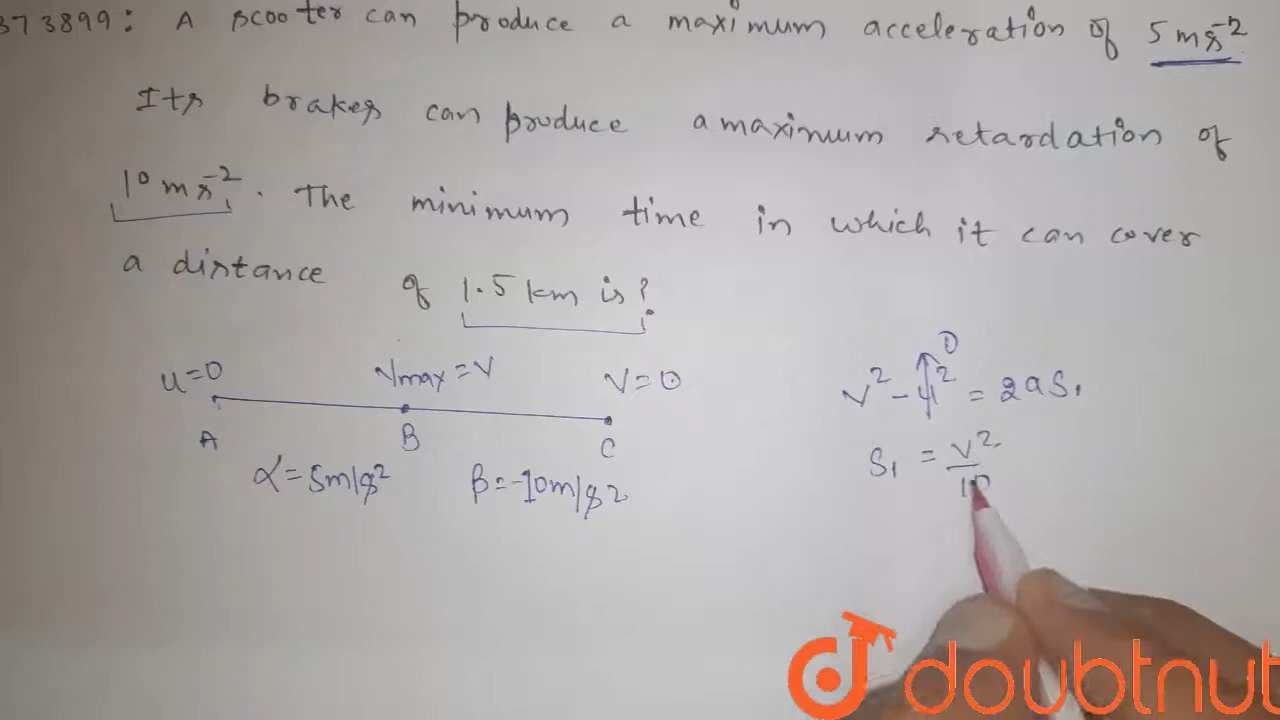 373899: A scooter can produce a maximum acceleration of 5 ms⁻²
Its brakes can produce a maximum retardation of
10 ms⁻². The minimum time in which it can cover
a distance of 1.5 km is?
u=0 Vmax=V V=0
A B C
α=5m/s² β=-10m/s²
v² - u² = 2as₁
0
S₁ = v²/10
doubtnut